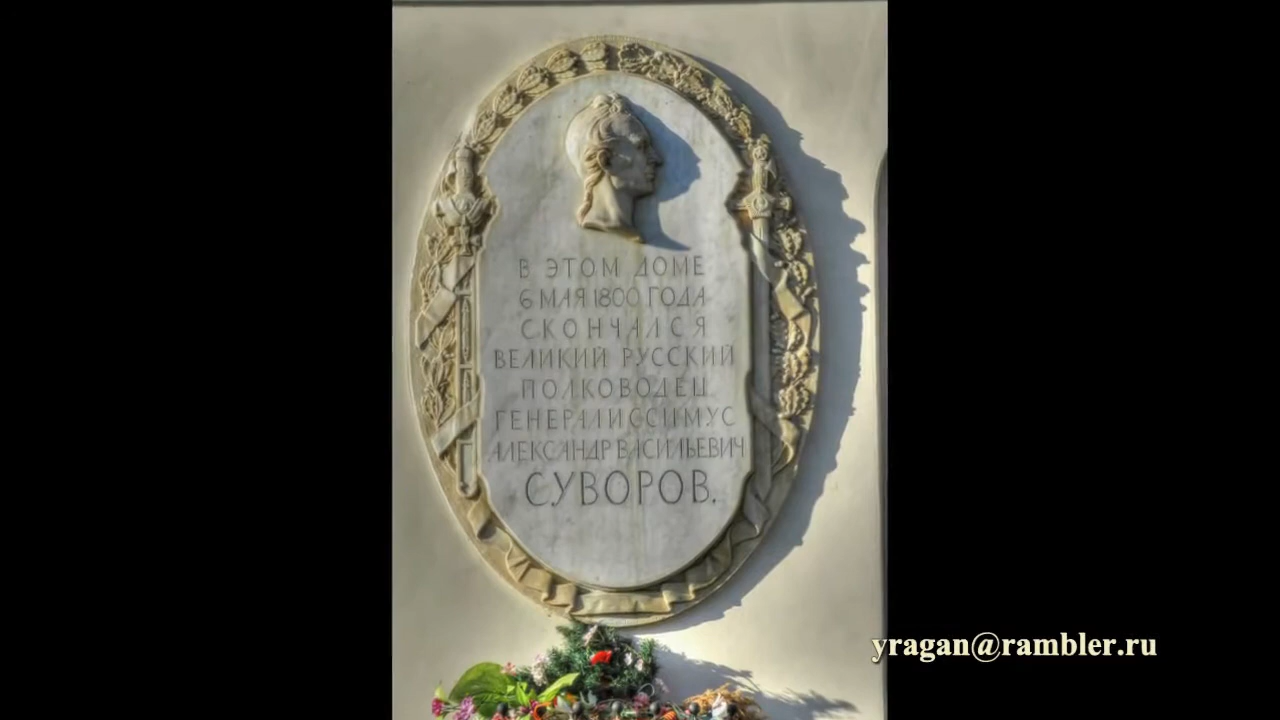 В ЭТОМ ДОМЕ
6 МАЯ 1800 ГОДА
СКОНЧАЛСЯ
ВЕЛИКИЙ РУССКИЙ
ПОЛКОВОДЕЦ
ГЕНЕРАЛИССИМУС
АЛЕКСАНДР ВАСИЛЬЕВИЧ
СУВОРОВ.
yragan@rambler.ru